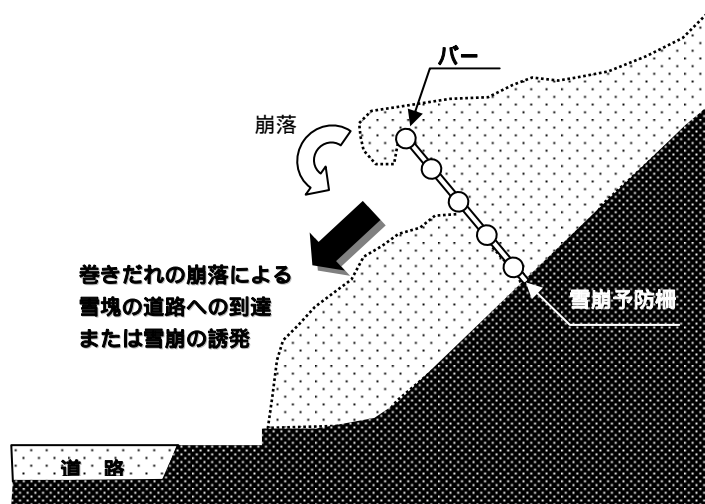 バー
崩落
巻きだれの崩落による
雪塊の道路への到達
または雪崩の誘発
雪崩予防柵
道 路